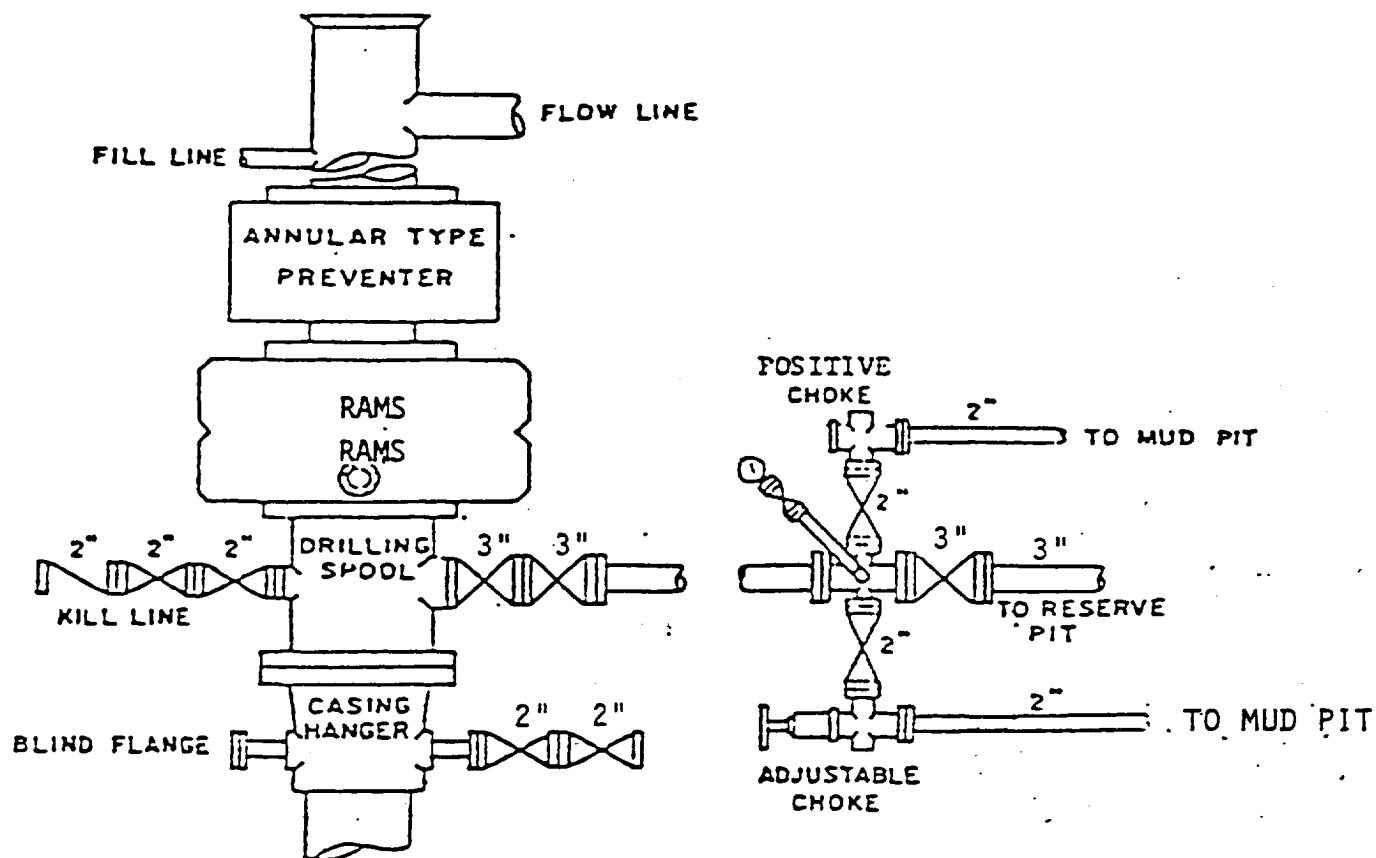 FLOW LINE
FILL LINE
ANNULAR TYPE
PREVENTER
RAMS
RAMS
POSITIVE
CHOKE
2"
TO MUD PIT
2"
2" 2" 2"
DRILLING
SPOOL
3" 3"
3"
3"
KILL LINE
TO RESERVE
PIT
2"
CASING
HANGER
2" 2"
BLIND FLANGE
2"
TO MUD PIT
ADJUSTABLE
CHOKE